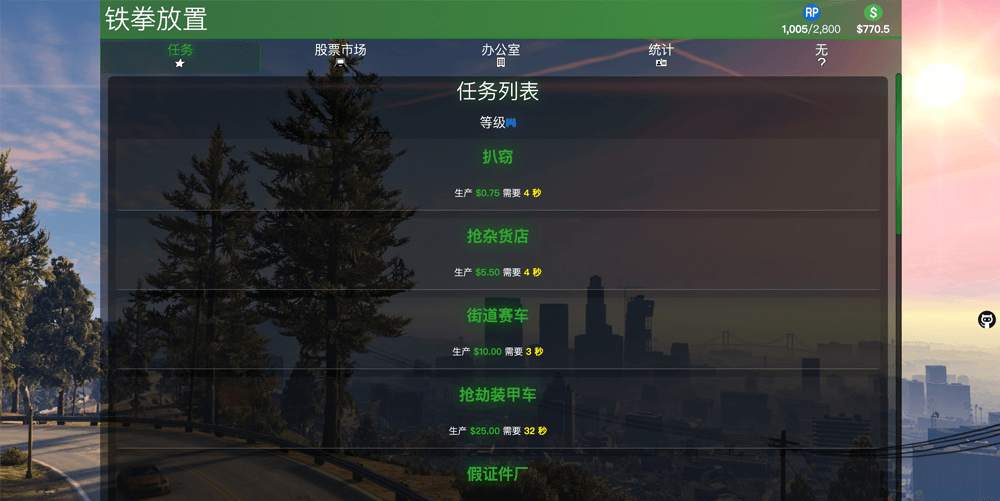 铁拳放置
RP
$
1,005/2,800
$770.5
任务
股票市场
办公室
统计
无
?
任务列表
等级
扒窃
生产 $0.75 需要 4 秒
抢杂货店
生产 $5.50 需要 4 秒
街道赛车
生产 $10.00 需要 3 秒
抢劫装甲车
生产 $25.00 需要 32 秒
假证件厂